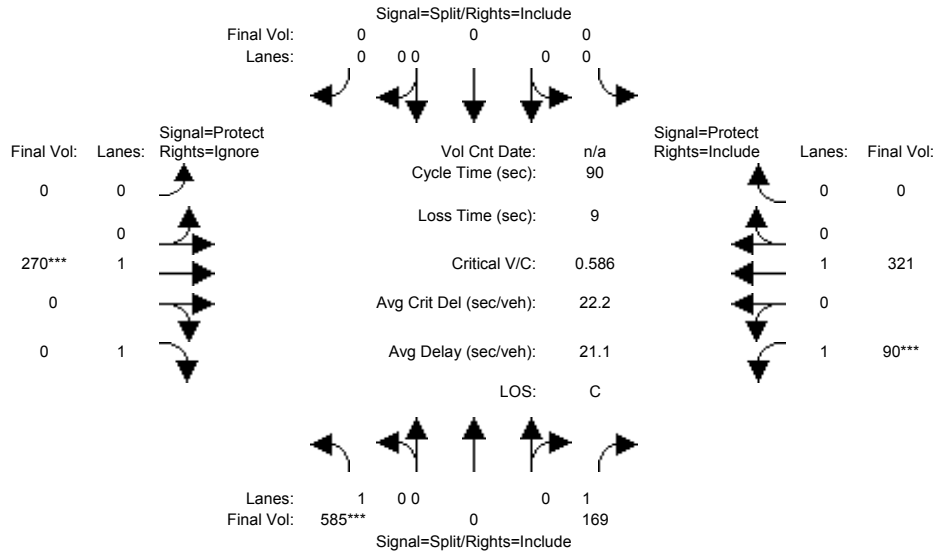 Signal=Split/Rights=Include
Final Vol: 0 0 0
Lanes: 0 0 0 0 0
Signal=Protect Signal=Protect
Final Vol: Lanes: Rights=Ignore Vol Cnt Date: n/a Rights=Include Lanes: Final Vol:
Cycle Time (sec): 90
0 0 0 0
Loss Time (sec): 9
0 0
270*** 1 Critical V/C: 0.586 1 321
0 Avg Crit Del (sec/veh): 22.2 0
0 1 Avg Delay (sec/veh): 21.1 1 90***
LOS: C
Lanes: 1 0 0 0 1
Final Vol: 585*** 0 169
Signal=Split/Rights=Include